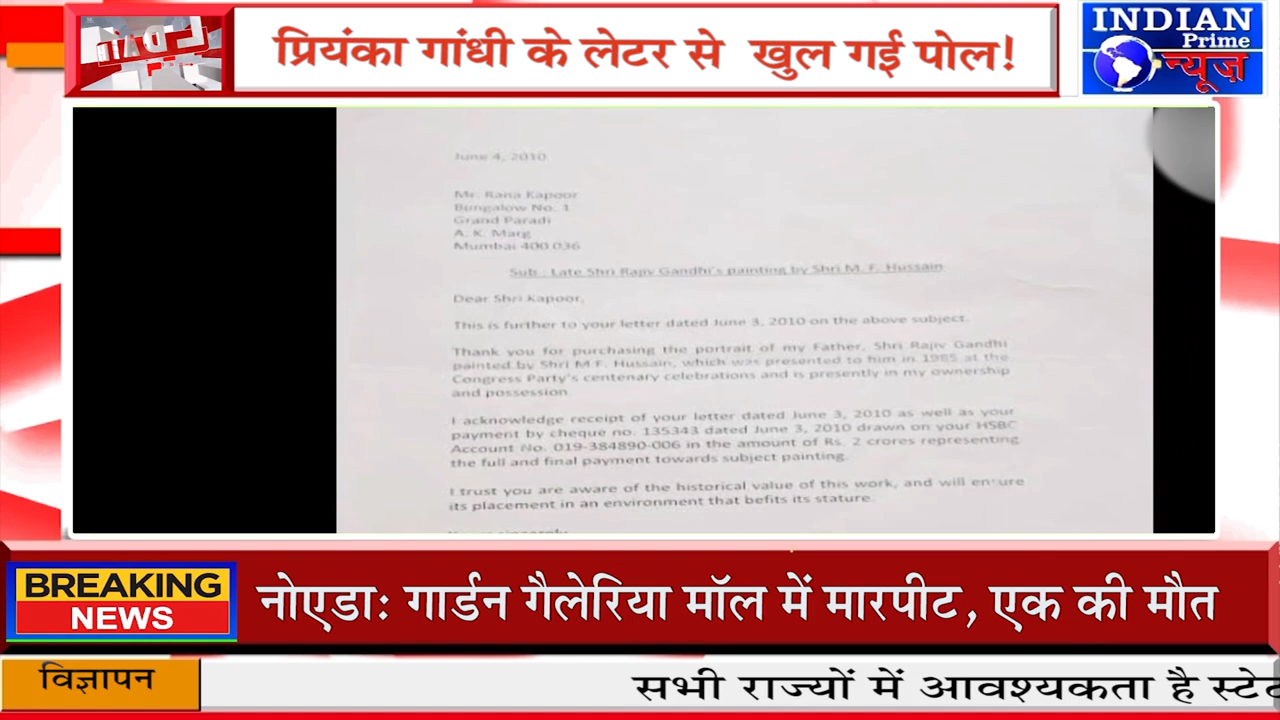 प्रियंका गांधी के लेटर से खुल गई पोल!
INDIAN
Prime
न्यूज़
June 4, 2010
Mr. Rana Kapoor
Bungalow No. 1
Grand Paradi
A. K. Marg
Mumbai 400 036
Sub : Late Shri Rajiv Gandhi's painting by Shri M. F. Hussain
Dear Shri Kapoor,
This is further to your letter dated June 3, 2010 on the above subject.
Thank you for purchasing the portrait of my Father, Shri Rajiv Gandhi
painted by Shri M.F. Hussain, which was presented to him in 1985 at the
Congress Party's centenary celebrations and is presently in my ownership
and possession.
I acknowledge receipt of your letter dated June 3, 2010 as well as your
payment by cheque no. 135343 dated June 3, 2010 drawn on your HSBC
Account No. 019-384890-006 in the amount of Rs. 2 crores representing
the full and final payment towards subject painting.
I trust you are aware of the historical value of this work, and will ensure
its placement in an environment that befits its stature.
BREAKING
NEWS
नोएडाः गार्डन गैलेरिया मॉल में मारपीट, एक की मौत
विज्ञापन
सभी राज्यों में आवश्यकता है